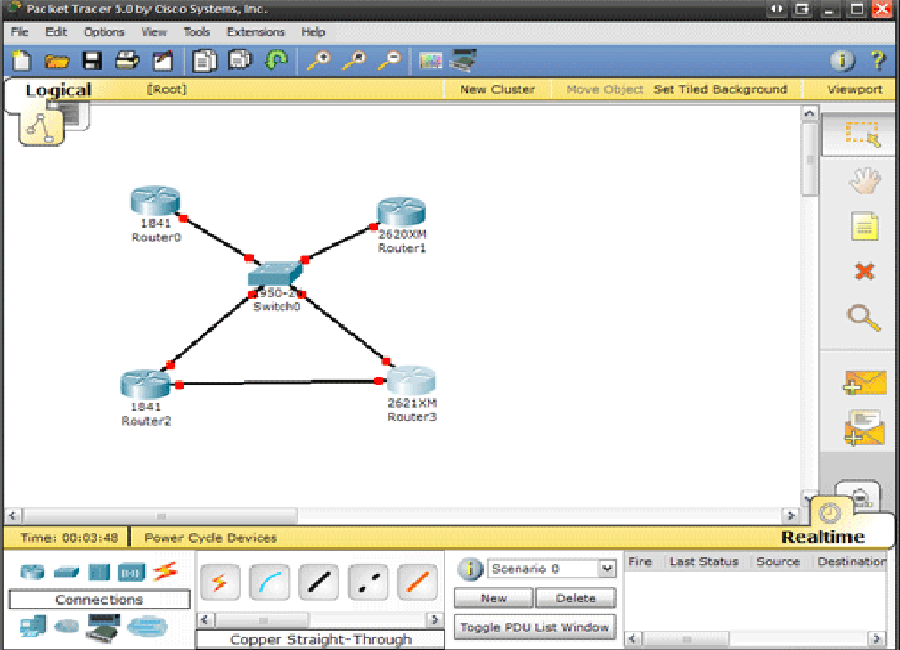 Packet Tracer 5.0 by Cisco Systems, Inc.
File Edit Options View Tools Extensions Help
Logical [Root] New Cluster Move Object Set Tiled Background Viewport
1841
Router0
2620XM
Router1
Switch0
1841
Router2
2621XM
Router3
Time: 00:03:48 Power Cycle Devices
Realtime
Scenario 0
Fire Last Status Source Destination
Connections
New Delete
Toggle PDU List Window
Copper Straight-Through